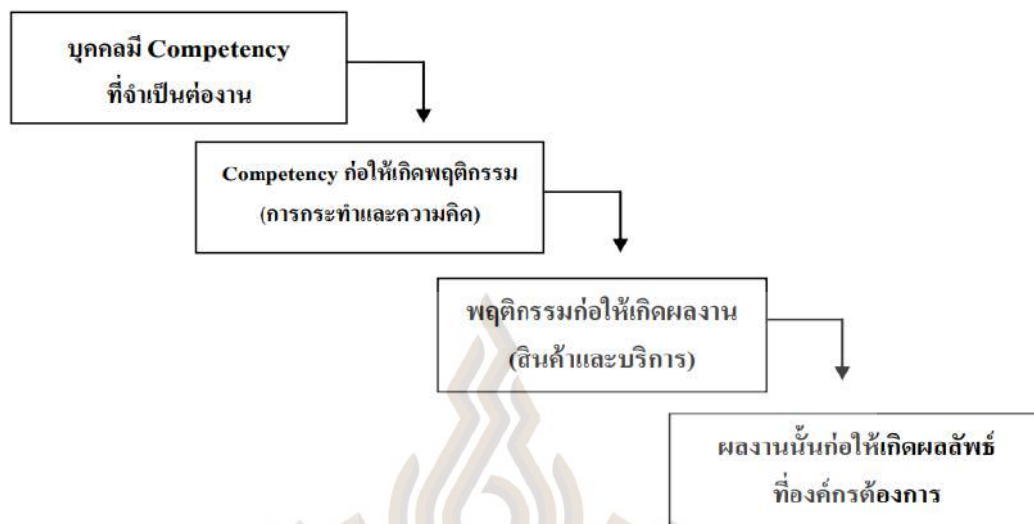 บุคคลมี Competency
ที่จำเป็นต่องาน
Competency ก่อให้เกิดพฤติกรรม
(การกระทำและความคิด)
พฤติกรรมก่อให้เกิดผลงาน
(สินค้าและบริการ)
ผลงานนั้นก่อให้เกิดผลลัพธ์
ที่องค์กรต้องการ